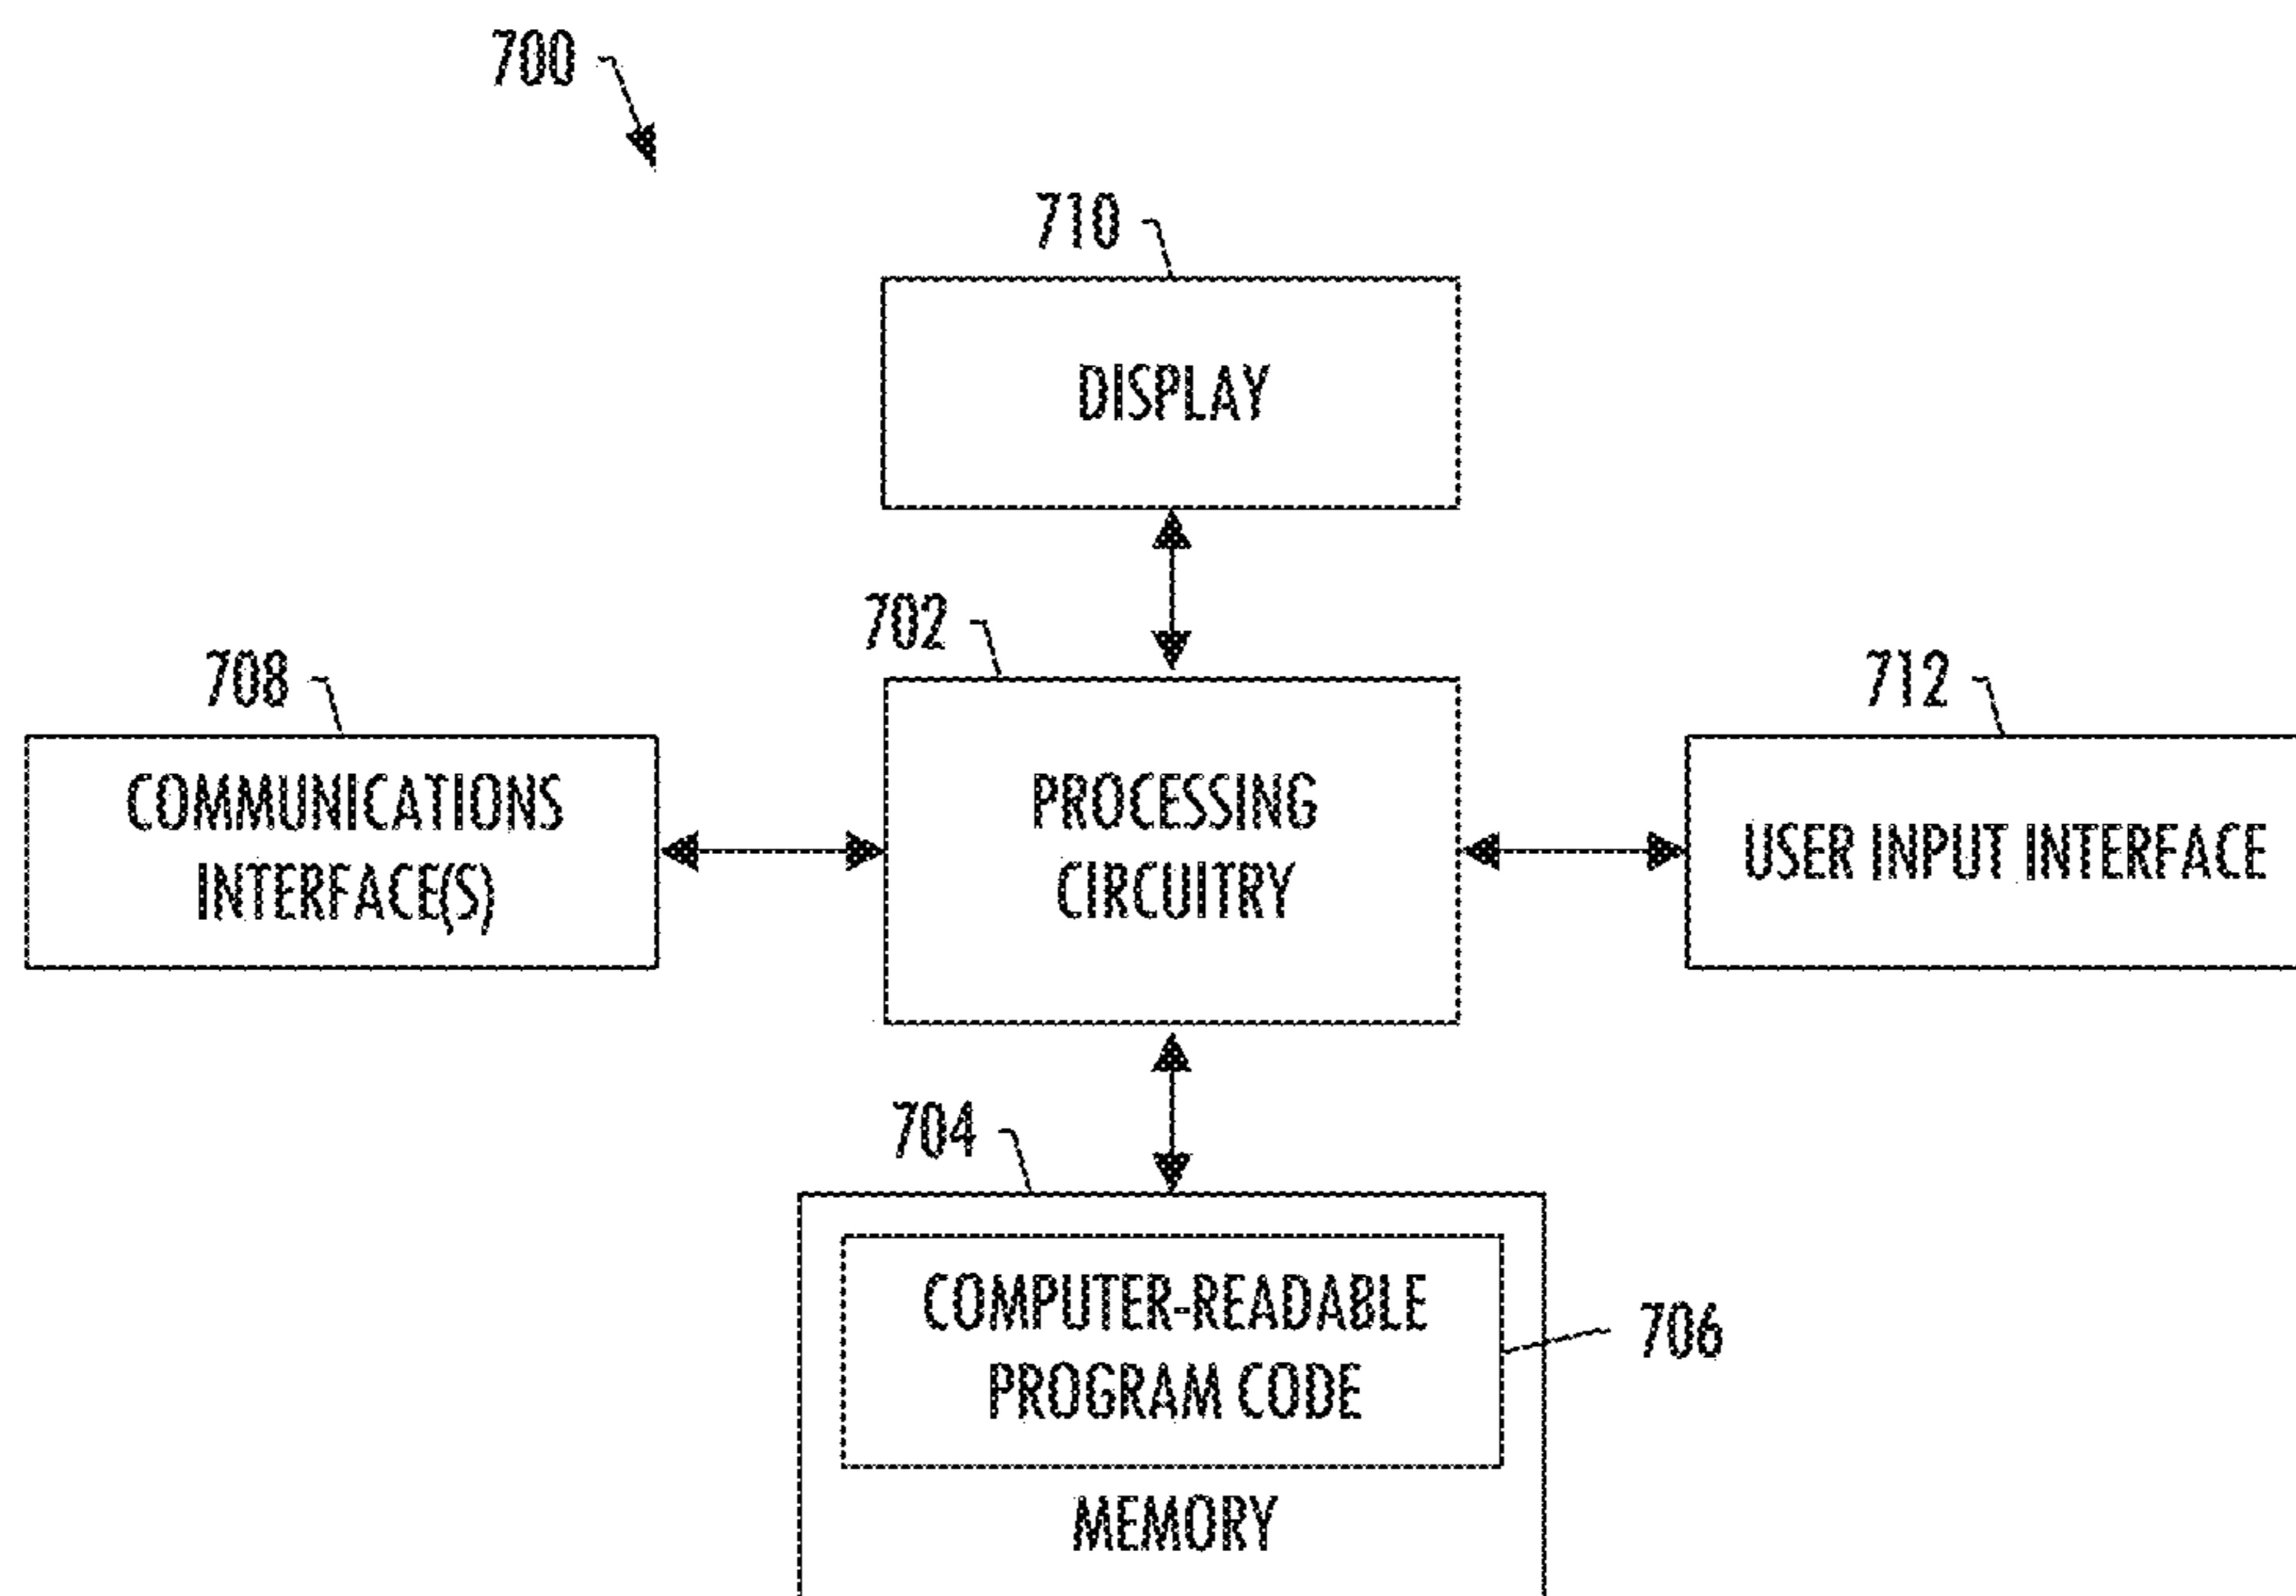 700
710
DISPLAY
702
708
712
COMMUNICATIONS
INTERFACE(S)
PROCESSING
CIRCUITRY
USER INPUT INTERFACE
704
COMPUTER-READABLE
PROGRAM CODE
706
MEMORY